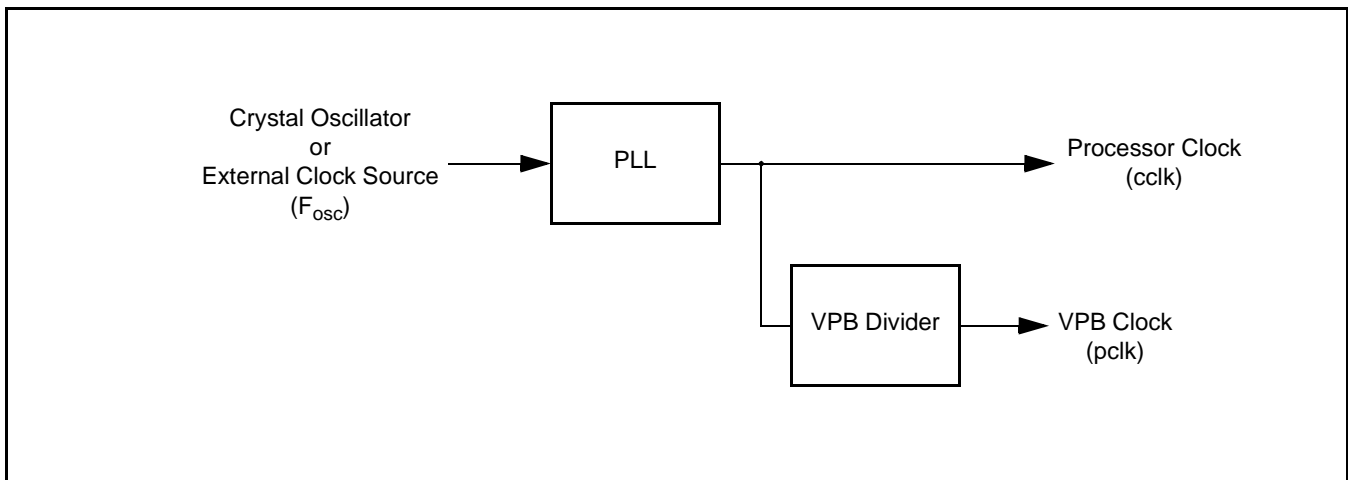 Crystal Oscillator
or
External Clock Source
(Fosc)
PLL
Processor Clock
(cclk)
VPB Divider
VPB Clock
(pclk)